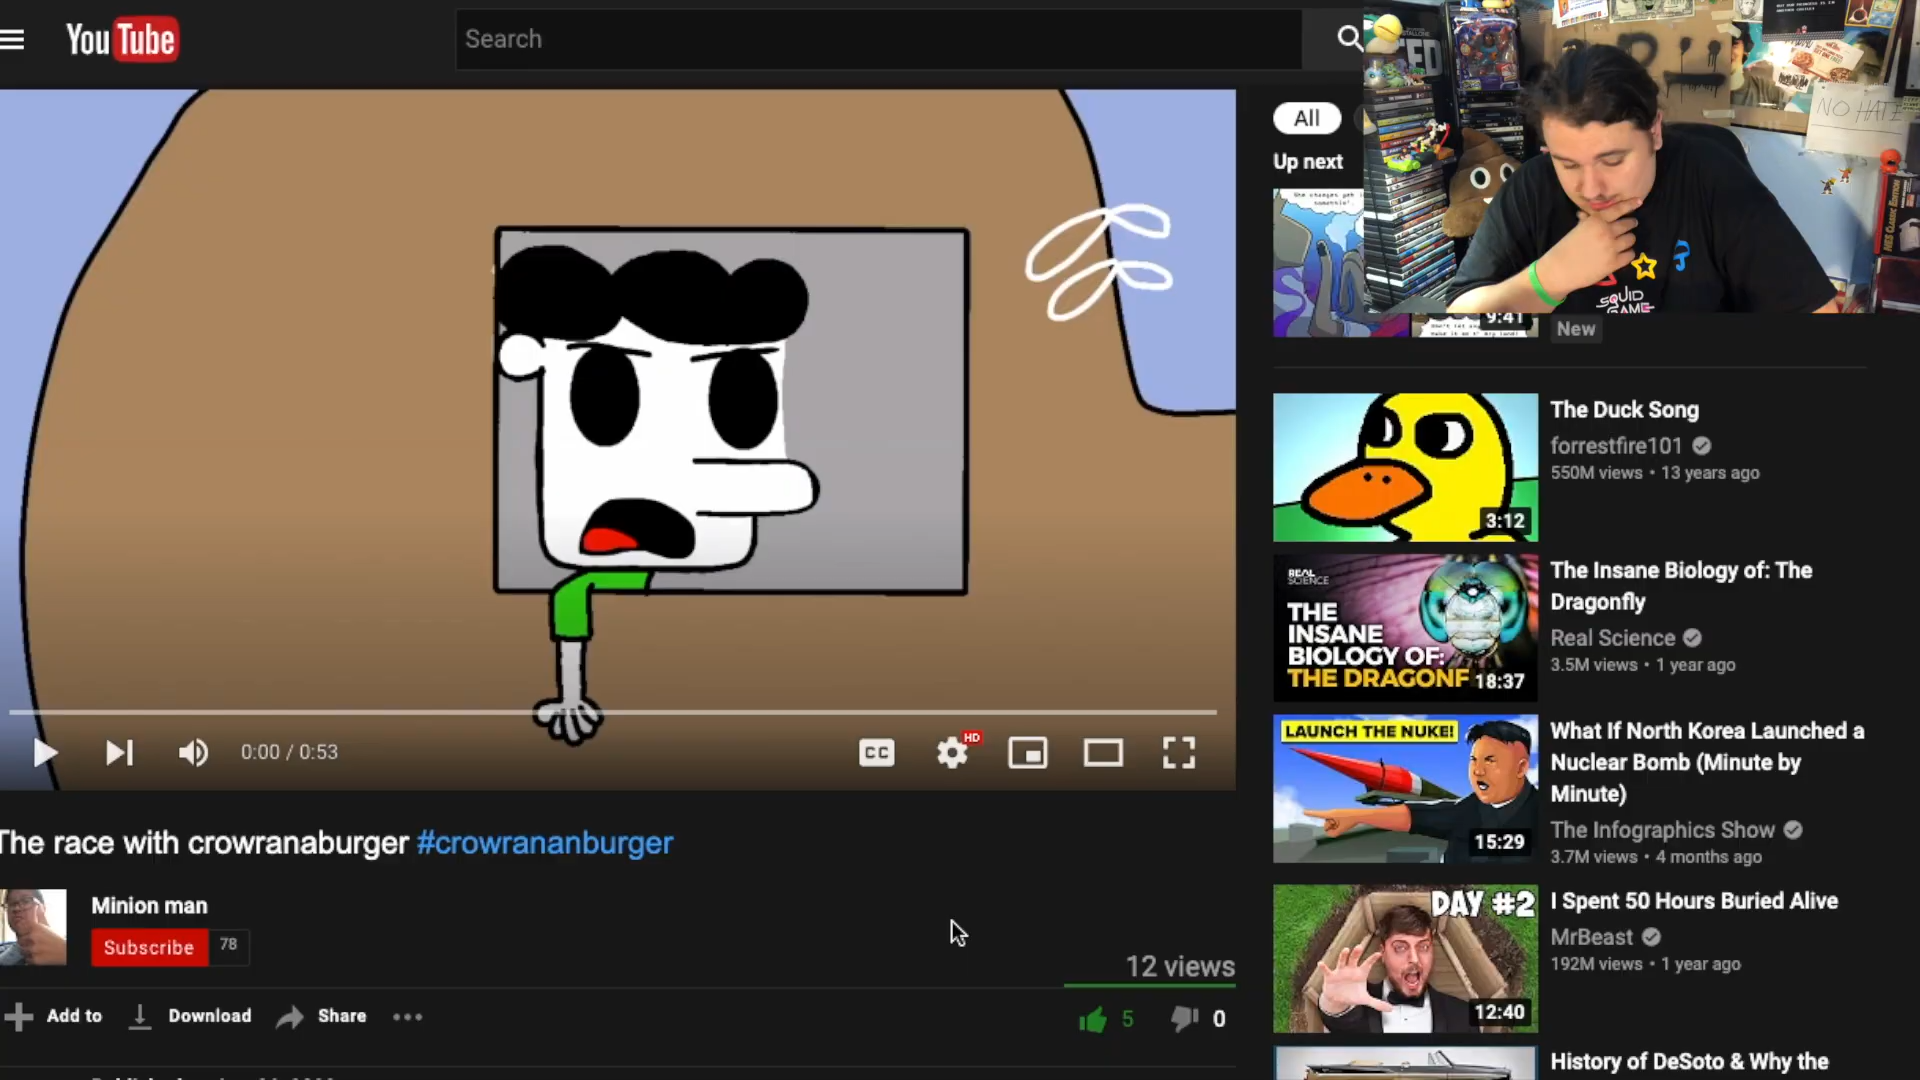 YouTube
Search
All
Up next
9:41
New
NO HATE
SQUID
GAME
The race with crowranaburger #crowrananburger
0:00 / 0:53
CC
HD
Minion man
Subscribe 78
12 views
Add to
Download
Share
5
0
The Duck Song
forrestfire101
550M views • 13 years ago
3:12
REAL
SCIENCE
THE
INSANE
BIOLOGY OF:
THE DRAGONF
18:37
The Insane Biology of: The
Dragonfly
Real Science
3.5M views • 1 year ago
LAUNCH THE NUKE!
15:29
What If North Korea Launched a
Nuclear Bomb (Minute by
Minute)
The Infographics Show
3.7M views • 4 months ago
DAY #2
12:40
I Spent 50 Hours Buried Alive
MrBeast
192M views • 1 year ago
History of DeSoto & Why the